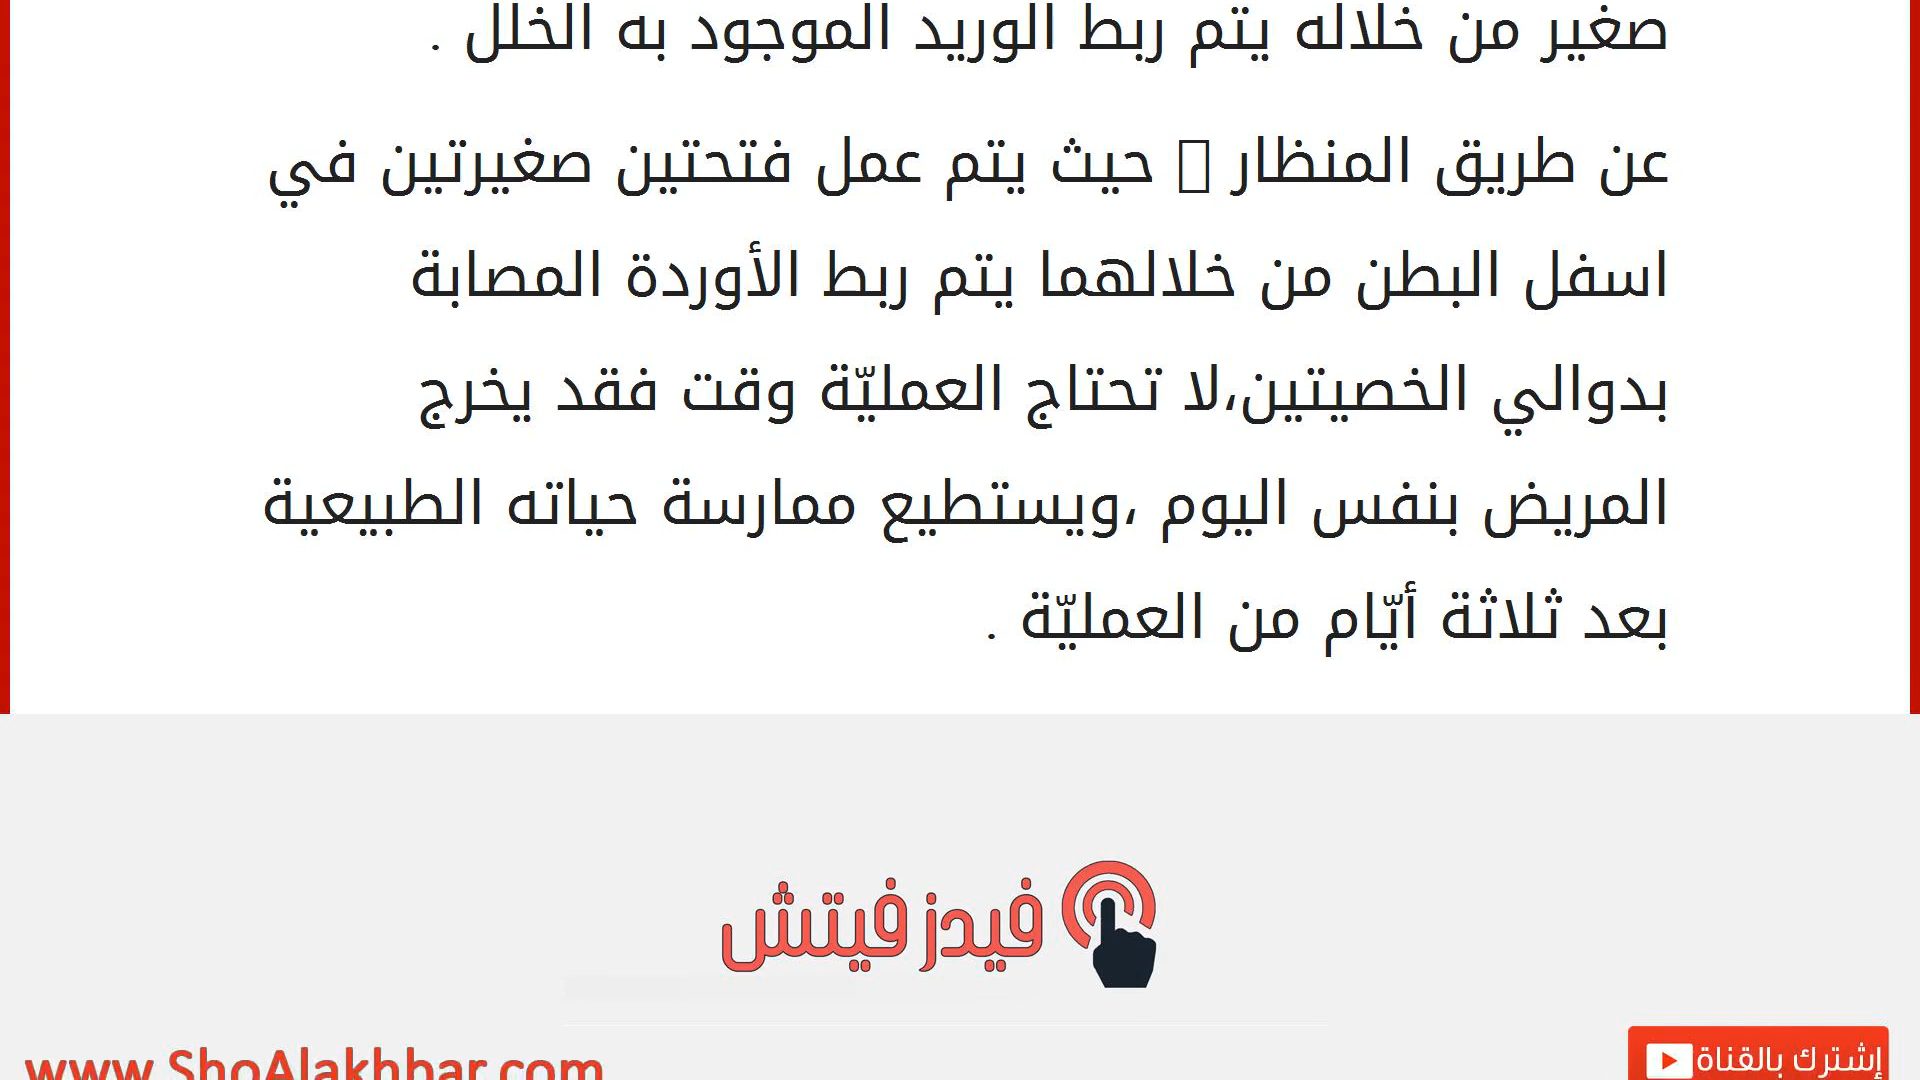 صغير من خلاله يتم ربط الوريد الموجود به الخلل .
عن طريق المنظار  حيث يتم عمل فتحتين صغيرتين في
اسفل البطن من خلالهما يتم ربط الأوردة المصابة
بدوالي الخصيتين،لا تحتاج العمليّة وقت فقد يخرج
المريض بنفس اليوم ،ويستطيع ممارسة حياته الطبيعية
بعد ثلاثة أيّام من العمليّة .
فيدز فيتش
www.ShoAlakhbar.com
إشترك بالقناة